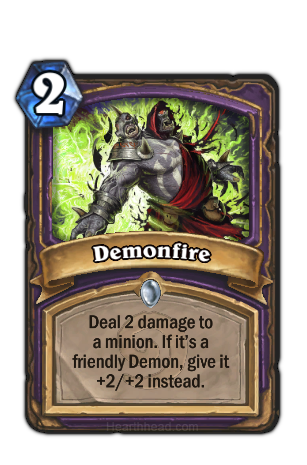 2
Demonfire
Deal 2 damage to
a minion. If it's a
friendly Demon, give it
+2/+2 instead.
Hearthhead.com